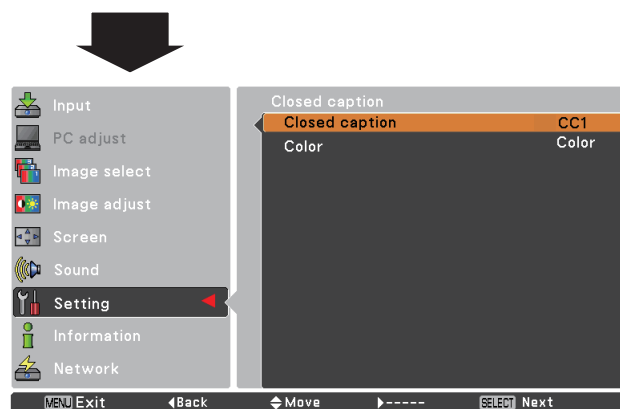 Input
PC adjust
Image select
Image adjust
Screen
Sound
Setting
Information
Network
Closed caption
Closed caption CC1
Color Color
MENU Exit Back Move ----- SELECT Next